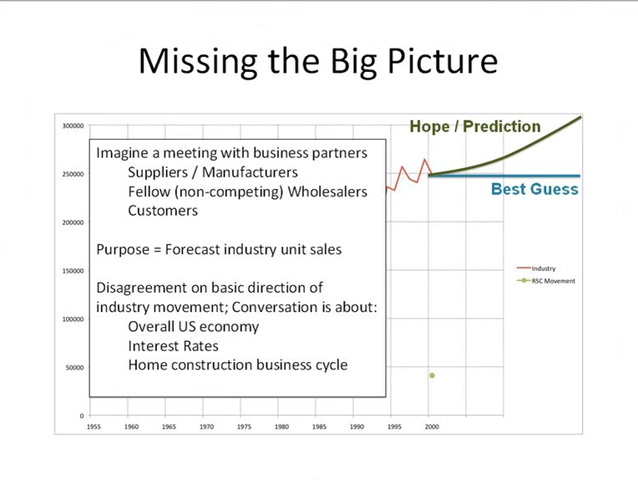 Missing the Big Picture
Hope / Prediction
Best Guess
Imagine a meeting with business partners
Suppliers / Manufacturers
Fellow (non-competing) Wholesalers
Customers
Purpose = Forecast industry unit sales
Disagreement on basic direction of
industry movement; Conversation is about:
Overall US economy
Interest Rates
Home construction business cycle
300000
250000
200000
150000
100000
50000
0
1955 1960 1965 1970 1975 1980 1985 1990 1995 2000
Industry
RSC Movement